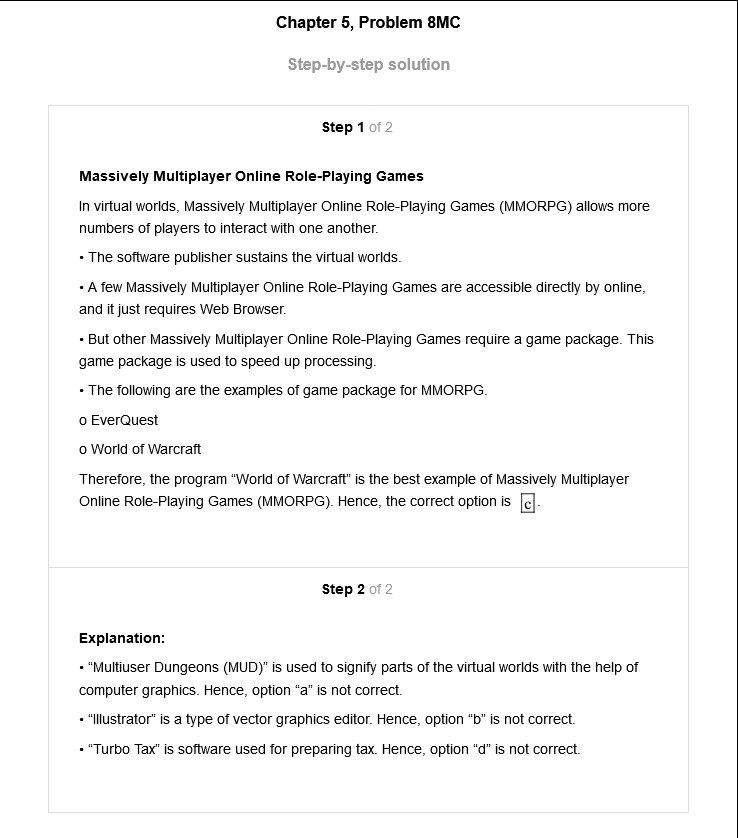 Chapter 5, Problem 8MC
Step-by-step solution
Step 1 of 2
Massively Multiplayer Online Role-Playing Games
In virtual worlds, Massively Multiplayer Online Role-Playing Games (MMORPG) allows more
numbers of players to interact with one another.
• The software publisher sustains the virtual worlds.
• A few Massively Multiplayer Online Role-Playing Games are accessible directly by online,
and it just requires Web Browser.
• But other Massively Multiplayer Online Role-Playing Games require a game package. This
game package is used to speed up processing.
• The following are the examples of game package for MMORPG.
o EverQuest
o World of Warcraft
Therefore, the program “World of Warcraft” is the best example of Massively Multiplayer
Online Role-Playing Games (MMORPG). Hence, the correct option is c.
Step 2 of 2
Explanation:
• “Multiuser Dungeons (MUD)” is used to signify parts of the virtual worlds with the help of
computer graphics. Hence, option “a” is not correct.
• “Illustrator” is a type of vector graphics editor. Hence, option “b” is not correct.
• “Turbo Tax” is software used for preparing tax. Hence, option “d” is not correct.